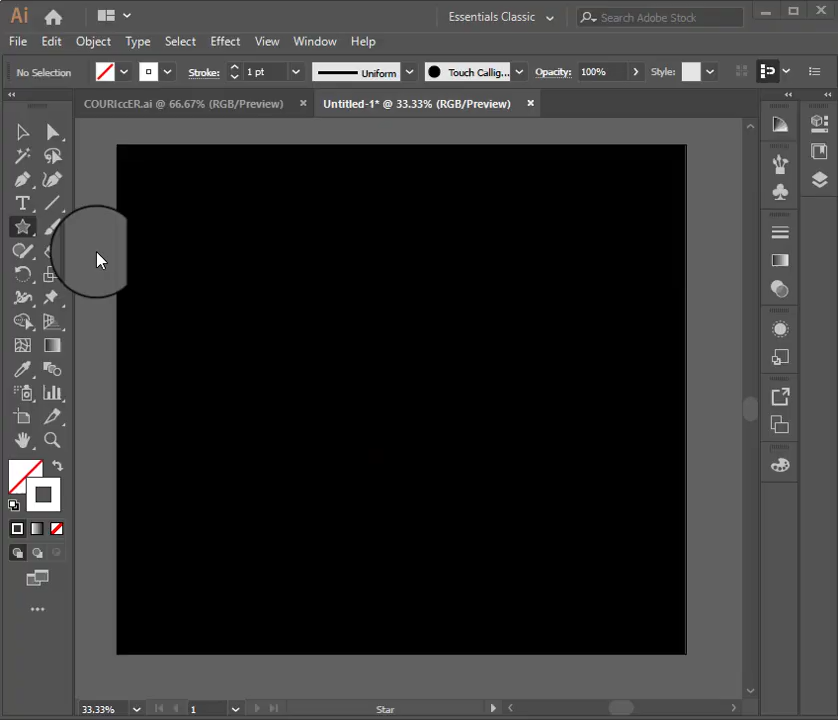 Ai
Essentials Classic
Search Adobe Stock
File Edit Object Type Select Effect View Window Help
No Selection Stroke: 1 pt Uniform Touch Callig... Opacity: 100% Style:
COURIccER.ai @ 66.67% (RGB/Preview) Untitled-1* @ 33.33% (RGB/Preview)
T
33.33% 1 Star